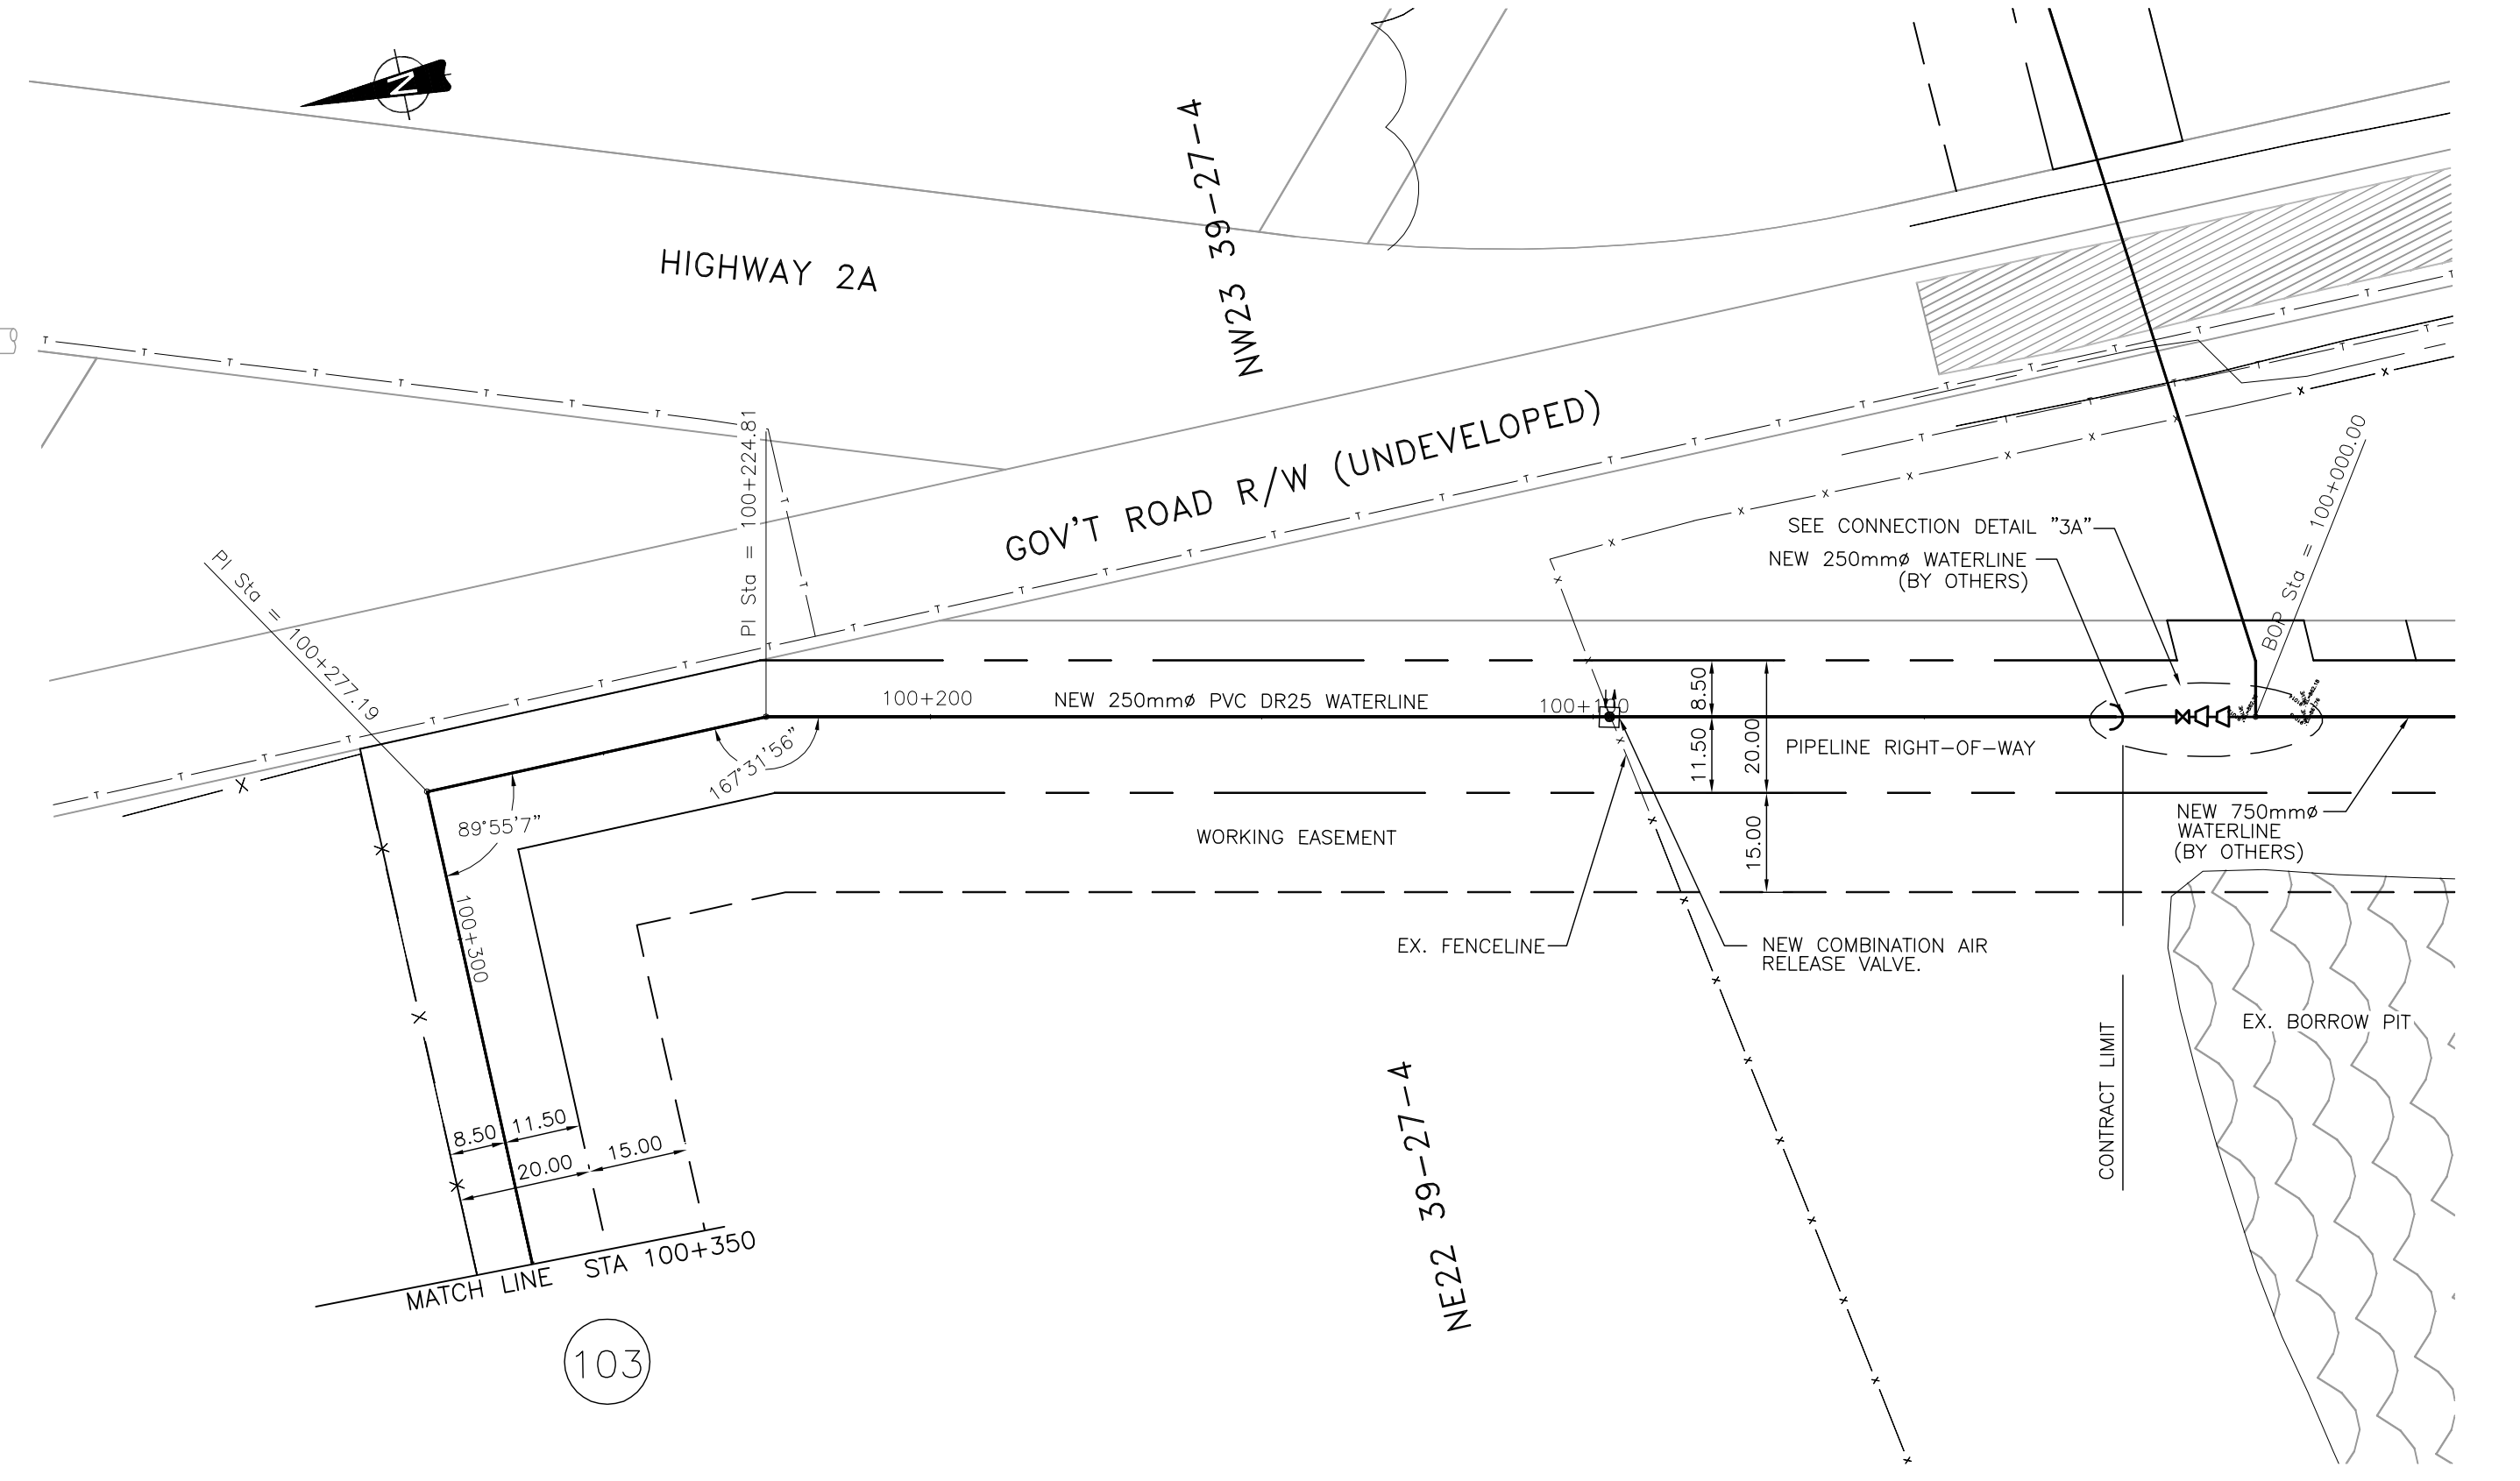 N
NW23 39-27-4
HIGHWAY 2A
GOV'T ROAD R/W (UNDEVELOPED)
PI Sta = 100+224.81
PI Sta = 100+277.19
BOP Sta = 100+000.00
SEE CONNECTION DETAIL "3A"
NEW 250mmø WATERLINE
(BY OTHERS)
100+200
NEW 250mmø PVC DR25 WATERLINE
100+100
8.50
11.50
20.00
15.00
PIPELINE RIGHT-OF-WAY
167°31'56"
89°55'7"
NEW 750mmø
WATERLINE
(BY OTHERS)
WORKING EASEMENT
100+300
EX. FENCELINE
NEW COMBINATION AIR
RELEASE VALVE.
EX. BORROW PIT
CONTRACT LIMIT
NE22 39-27-4
8.50
11.50
20.00
15.00
MATCH LINE STA 100+350
103